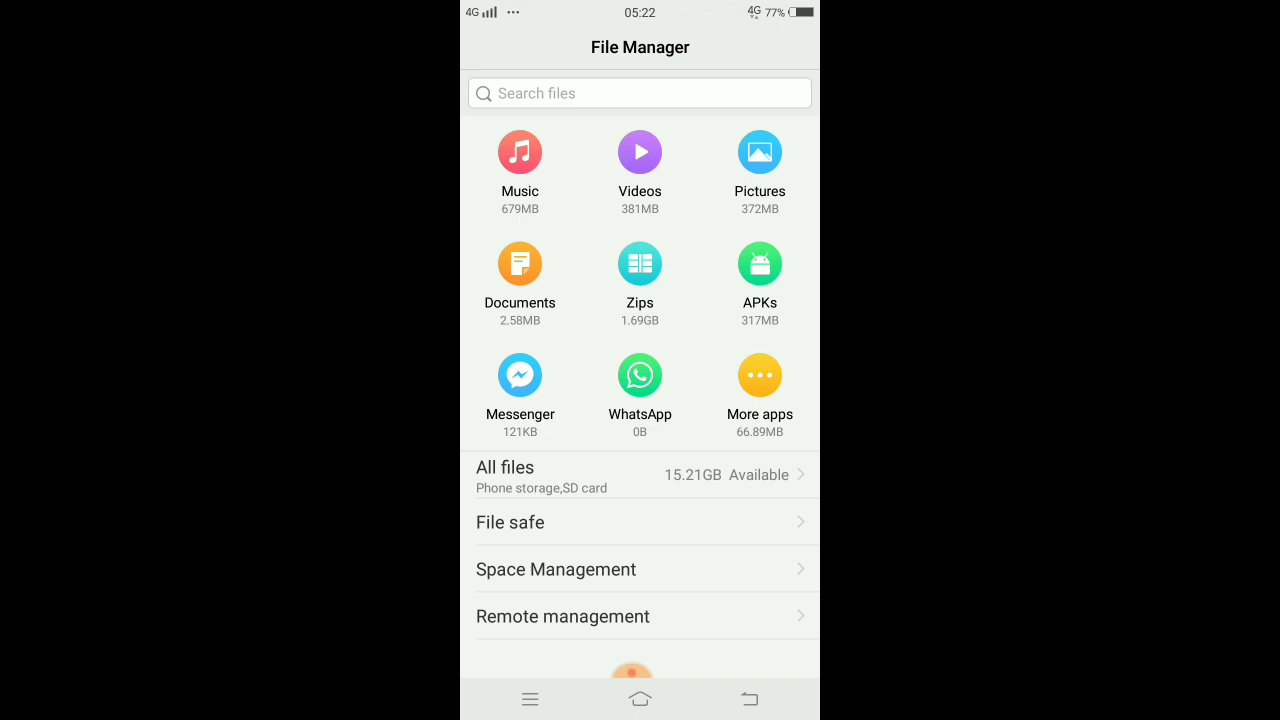 4G 05:22 4G 77%
File Manager
Search files
Music Videos Pictures
679MB 381MB 372MB
Documents Zips APKs
2.58MB 1.69GB 317MB
Messenger WhatsApp More apps
121KB 0B 66.89MB
All files 15.21GB Available
Phone storage,SD card
File safe
Space Management
Remote management